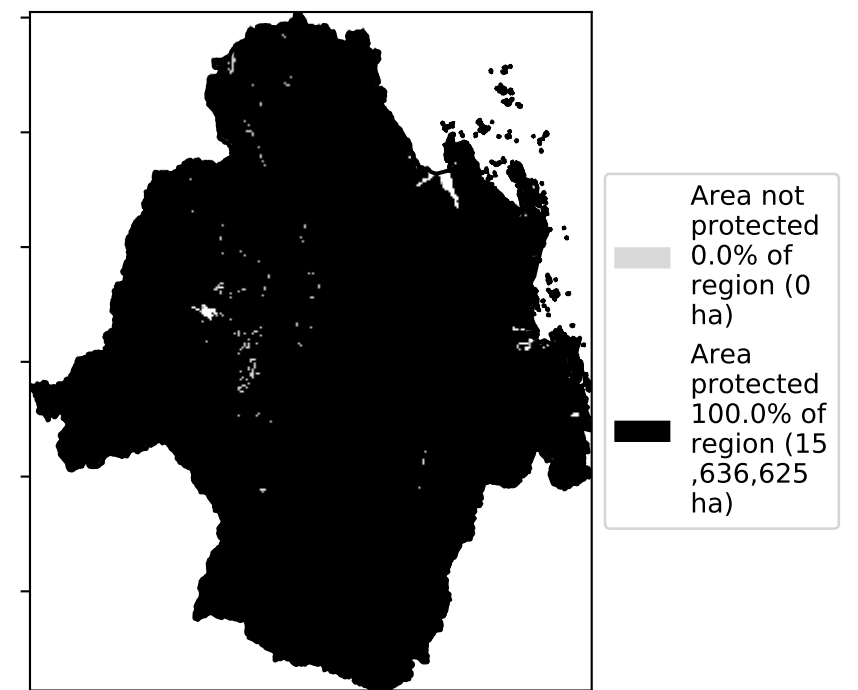 Area not
protected
0.0% of
region (0
ha)
Area
protected
100.0% of
region (15
,636,625
ha)